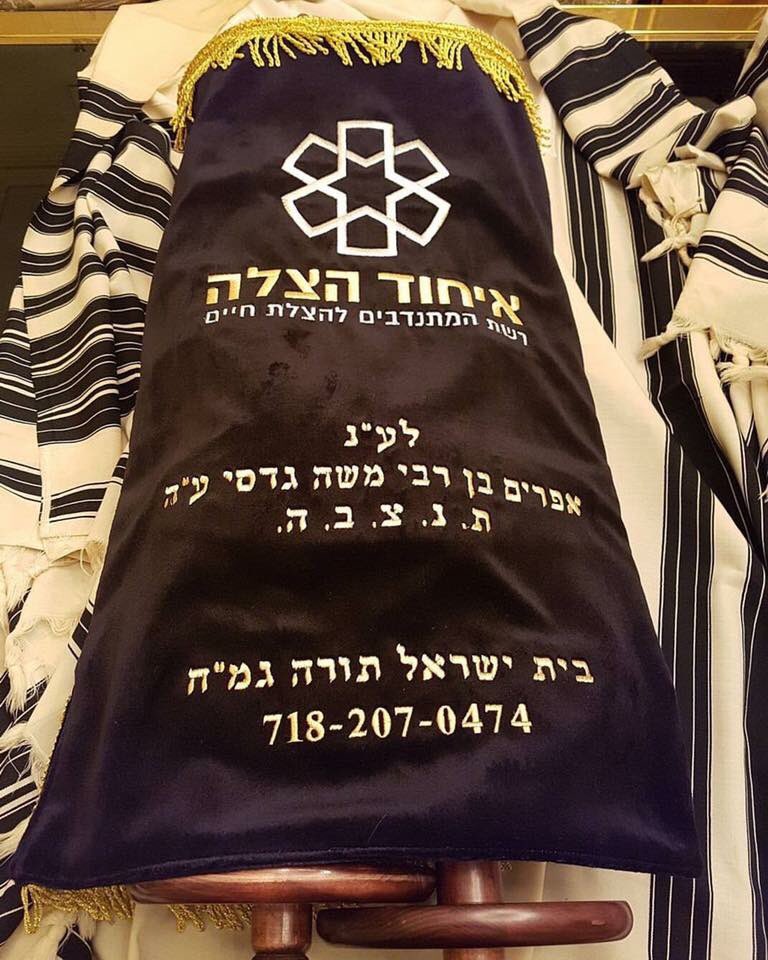 איחוד הצלה
רשת המתנדבים להצלת חיים
לע"נ
אפרים בן רבי משה גדסי ע"ה
ת. נ. צ. ב. ה.
בית ישראל תורה גמ"ח
718-207-0474